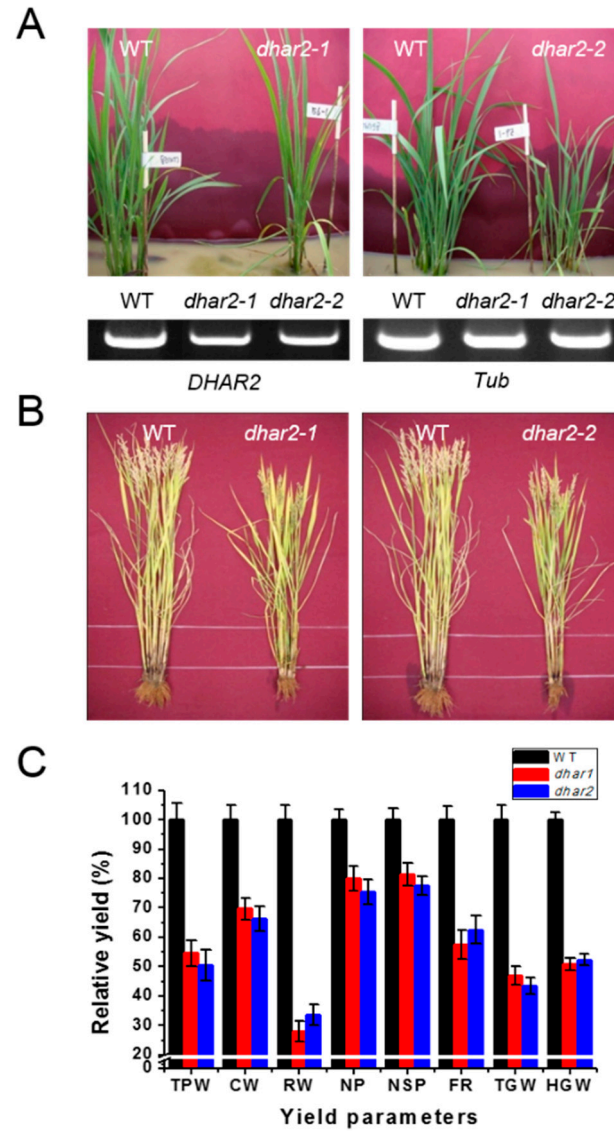 A
WT dhar2-1 WT dhar2-2
WT dhar2-1 dhar2-2 WT dhar2-1 dhar2-2
DHAR2 Tub
B
WT dhar2-1 WT dhar2-2
C
WT
dhar1
dhar2
110
100
90
80
70
60
50
40
30
20
0
Relative yield (%)
TPW CW RW NP NSP FR TGW HGW
Yield parameters